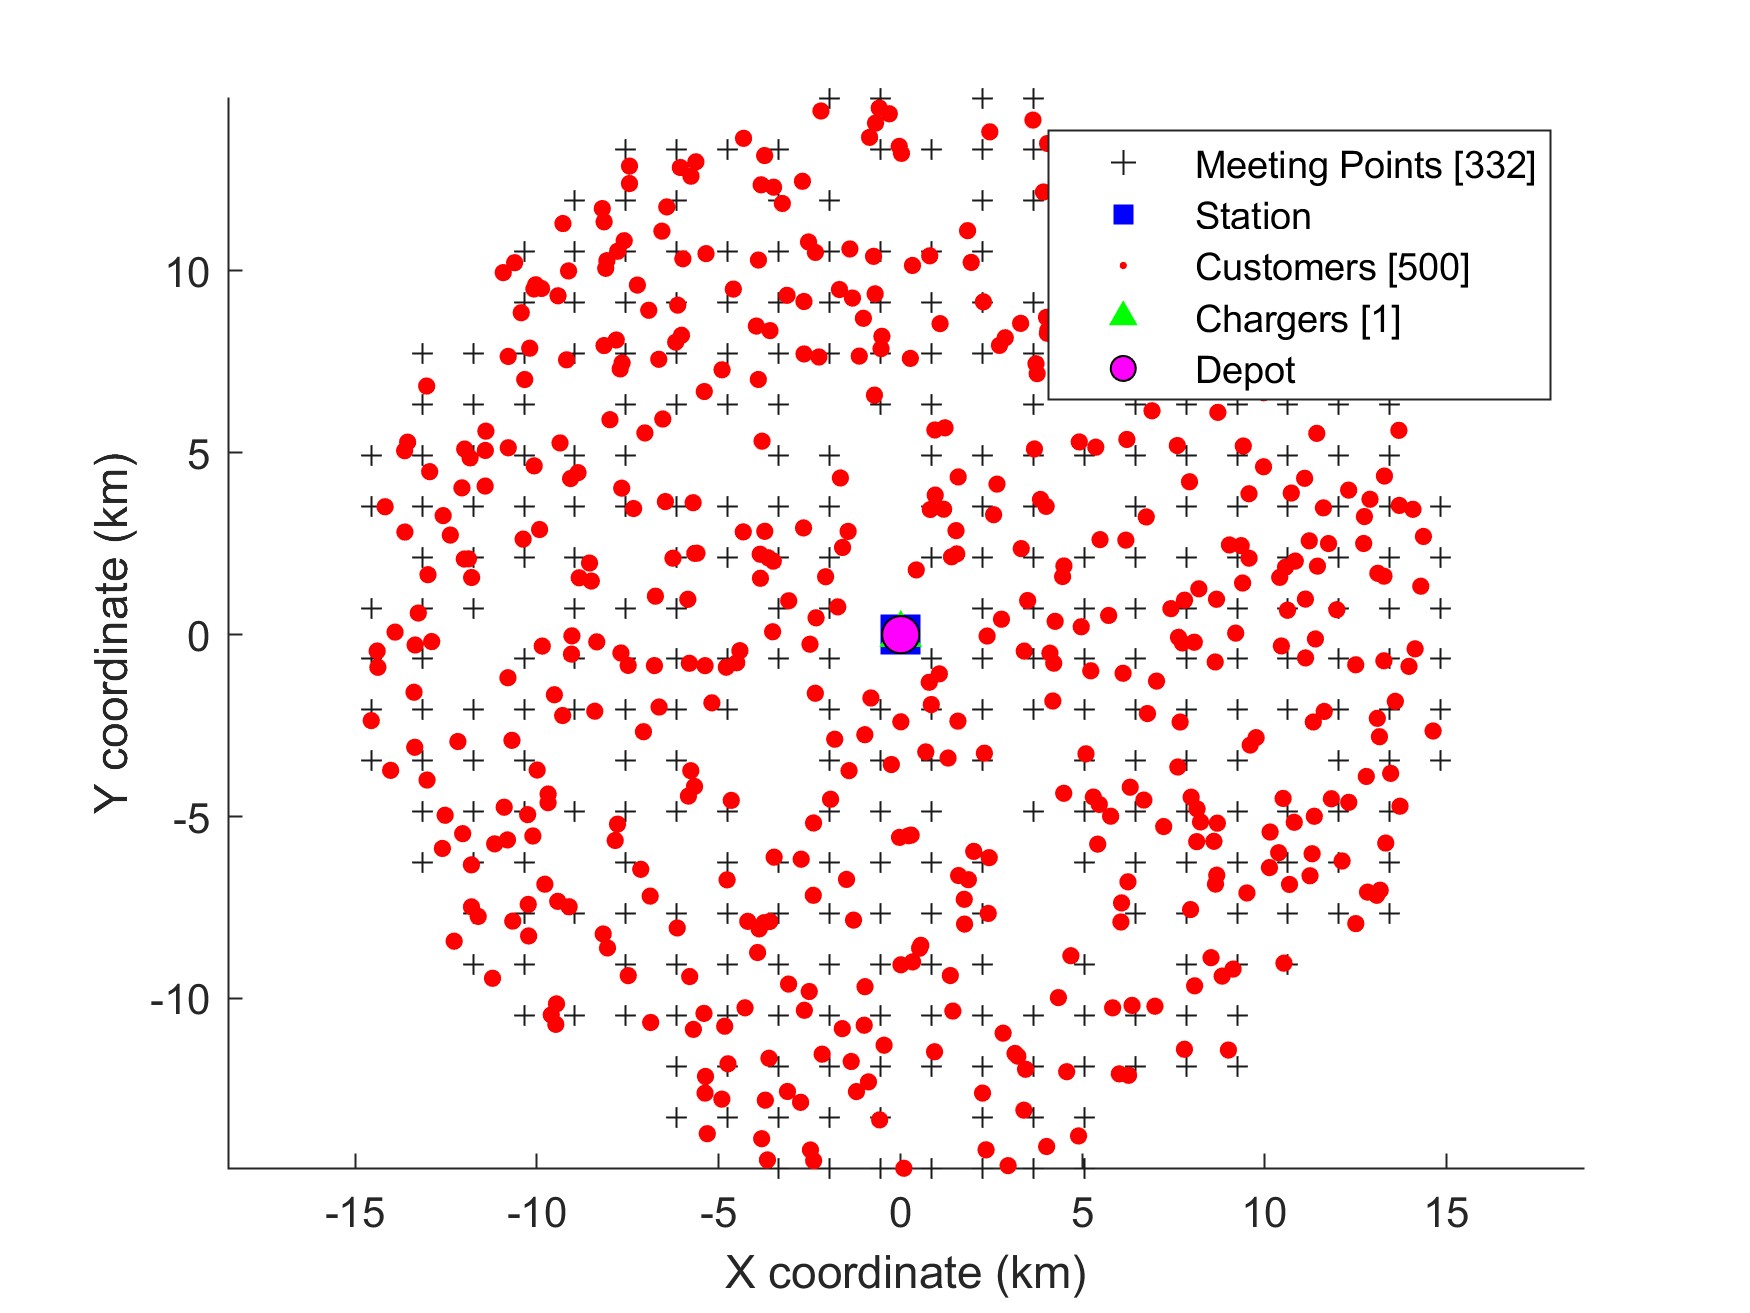 Meeting Points [332]
Station
Customers [500]
Chargers [1]
Depot
10
5
0
-5
-10
Y coordinate (km)
-15 -10 -5 0 5 10 15
X coordinate (km)